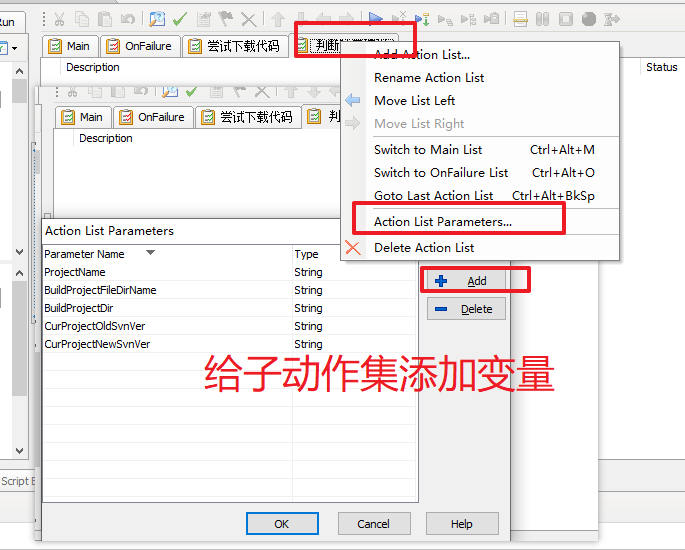 Run
Main
OnFailure
尝试下载代码
判断
Description
Status
Add Action List...
Rename Action List
Move List Left
Move List Right
Switch to Main List Ctrl+Alt+M
Switch to OnFailure List Ctrl+Alt+O
Goto Last Action List Ctrl+Alt+BkSp
Action List Parameters...
Delete Action List
Main
OnFailure
尝试下载代码
判
Description
Action List Parameters
Parameter Name Type
ProjectName String
BuildProjectFileDirName String
BuildProjectDir String
CurProjectOldSvnVer String
CurProjectNewSvnVer String
Add
Delete
给子动作集添加变量
Script E
OK
Cancel
Help